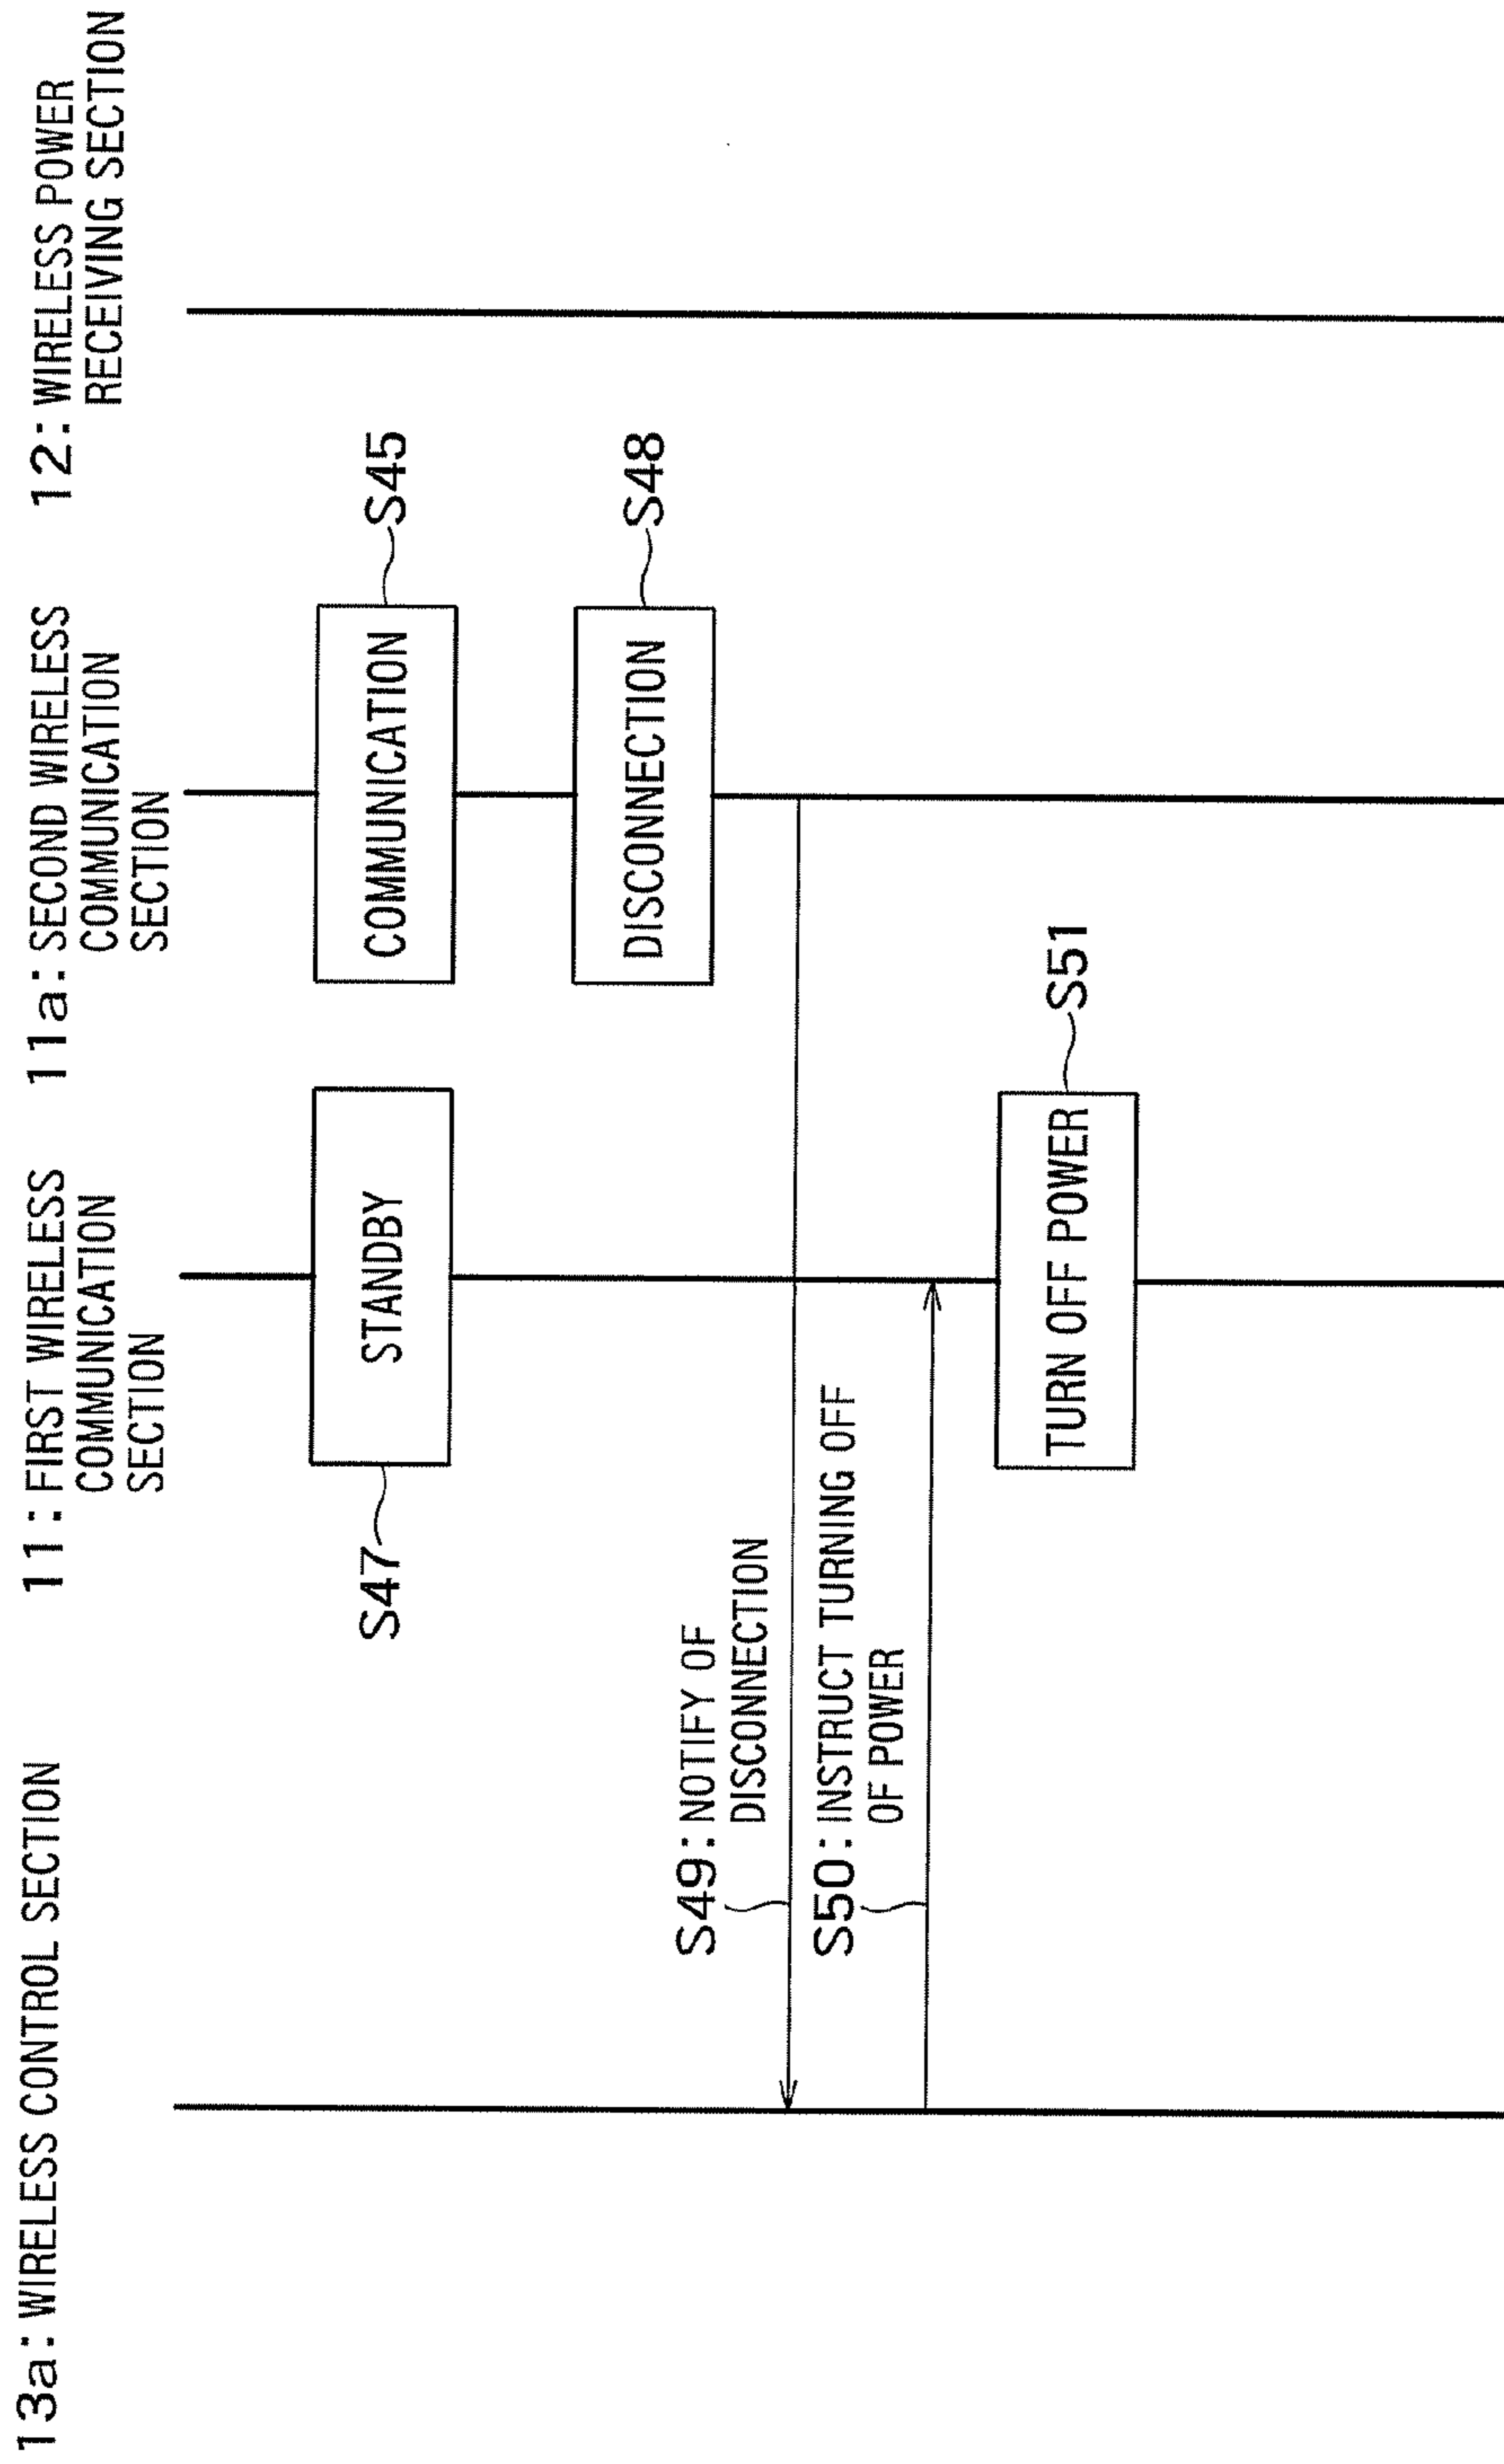 13a: WIRELESS CONTROL SECTION
11: FIRST WIRELESS
COMMUNICATION
SECTION
11a: SECOND WIRELESS
COMMUNICATION
SECTION
12: WIRELESS POWER
RECEIVING SECTION
S47
STANDBY
COMMUNICATION
S45
DISCONNECTION
S48
S49: NOTIFY OF
DISCONNECTION
S50: INSTRUCT TURNING OFF
OF POWER
TURN OFF POWER
S51